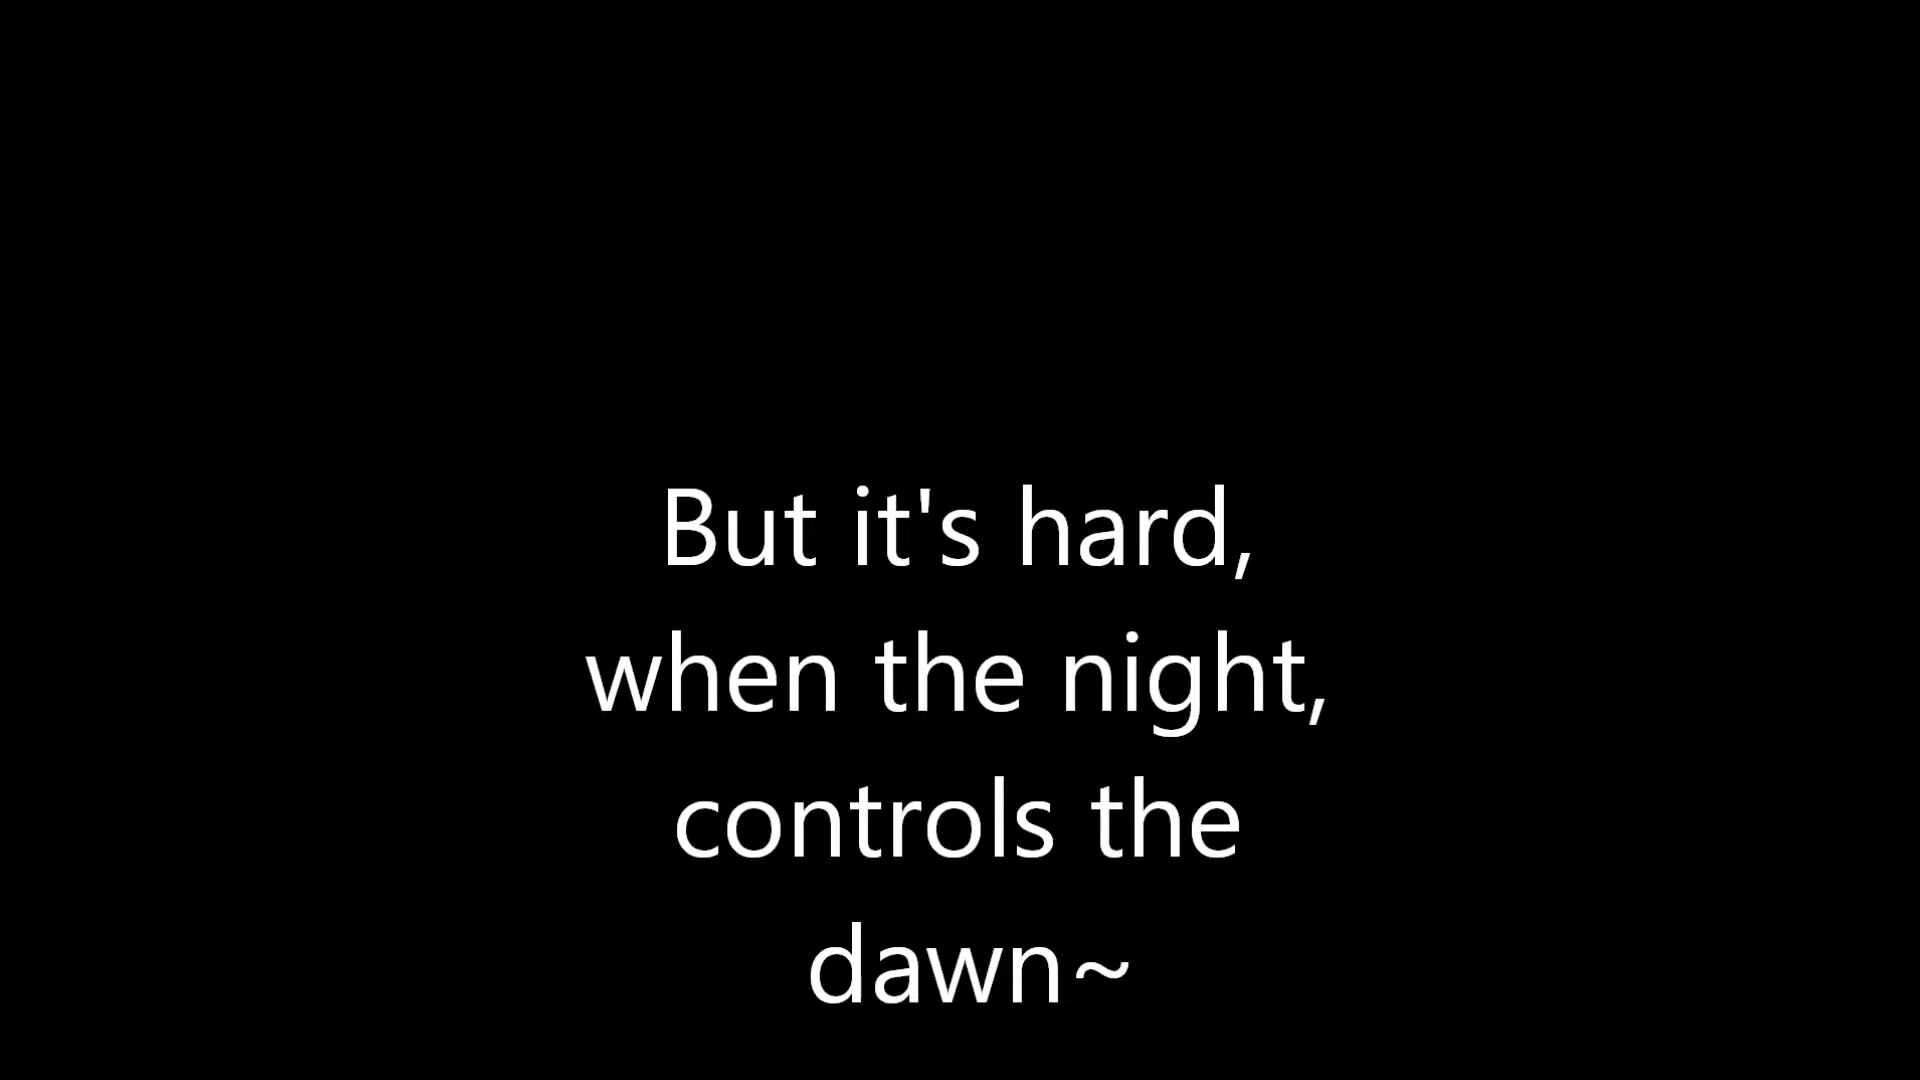 But it's hard,
when the night,
controls the
dawn~